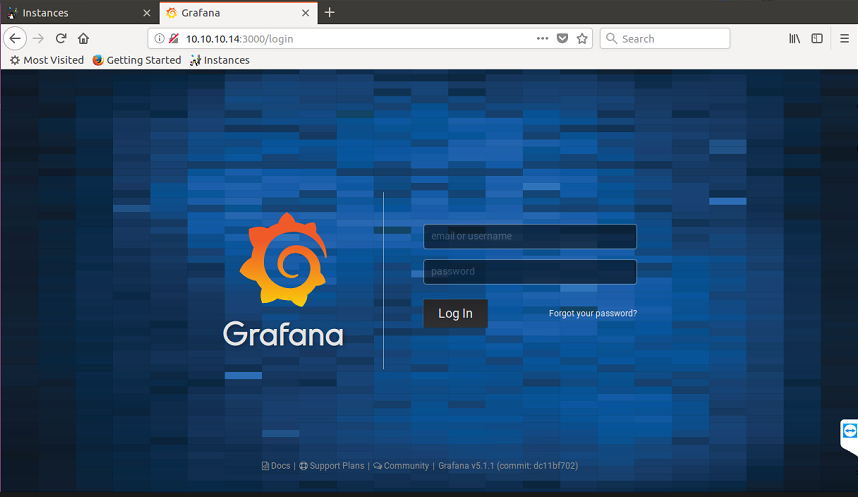 Instances
Grafana
10.10.10.14:3000/login
Search
Most Visited
Getting Started
Instances
Grafana
email or username
password
Log In
Forgot your password?
Docs | Support Plans | Community | Grafana v5.1.1 (commit: dc11bf702)